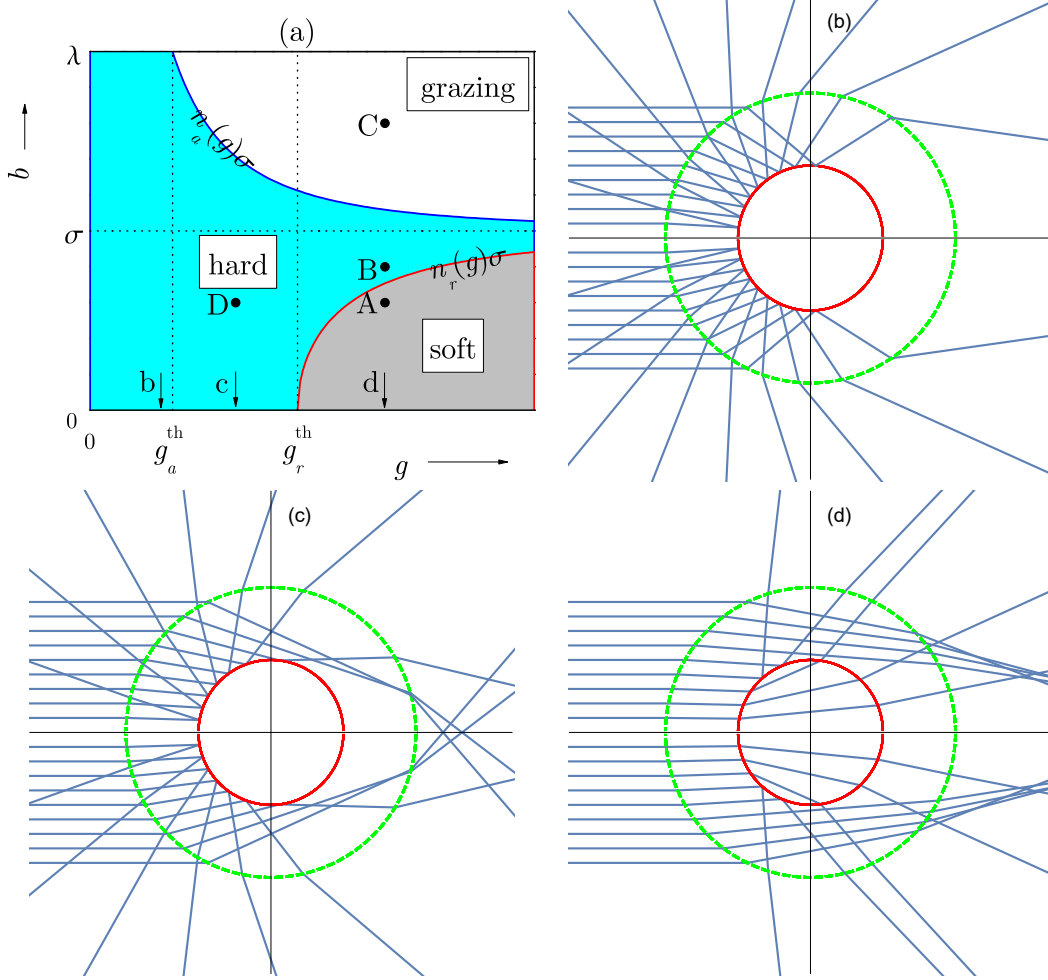 (a)
(b)
λ
grazing
C
n_a(g)σ
b
σ
hard
B
n_r(g)σ
D
A
soft
b
c
d
0
0
g_a^th
g_r^th
g
(c)
(d)